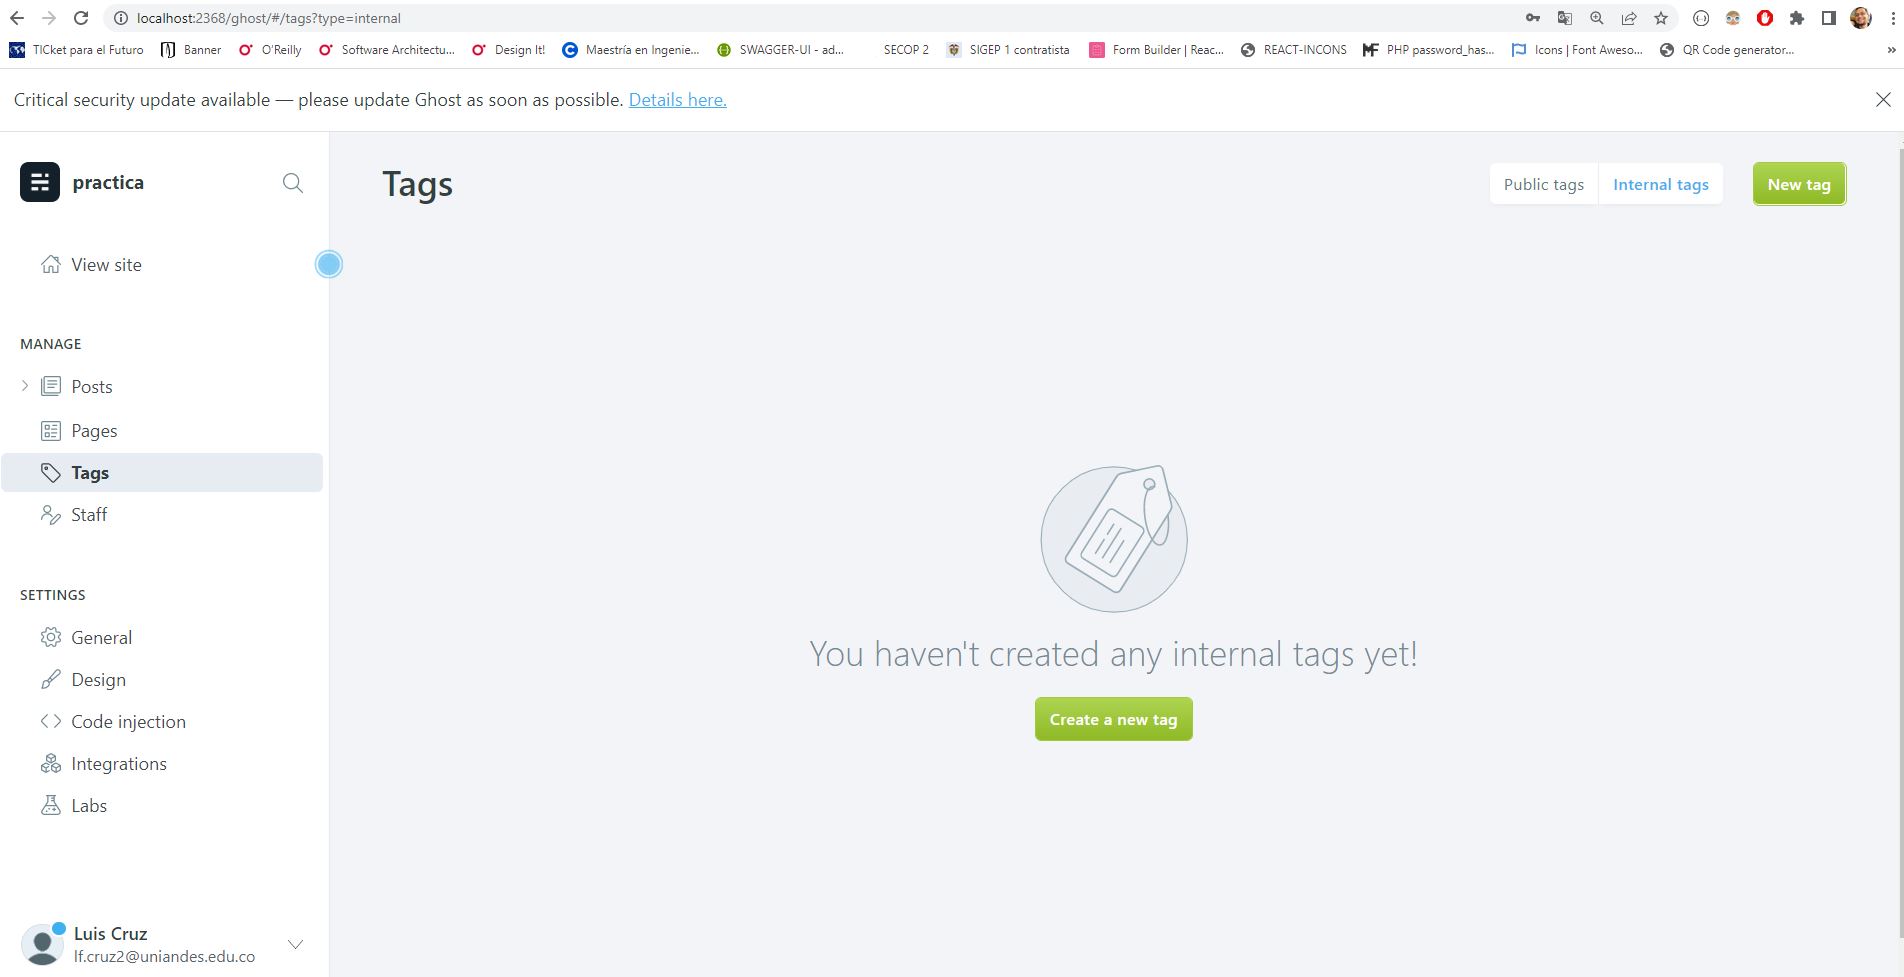 localhost:2368/ghost/#/tags?type=internal
TICket para el Futuro Banner O'Reilly Software Architectu... Design It! Maestría en Ingenie... SWAGGER-UI - ad... SECOP 2 SIGEP 1 contratista Form Builder | Reac... REACT-INCONS PHP password_has... Icons | Font Aweso... QR Code generator... »
Critical security update available — please update Ghost as soon as possible. Details here.
practica
Tags
Public tags Internal tags New tag
View site
MANAGE
Posts
Pages
Tags
Staff
SETTINGS
General
Design
Code injection
Integrations
Labs
You haven't created any internal tags yet!
Create a new tag
Luis Cruz
lf.cruz2@uniandes.edu.co